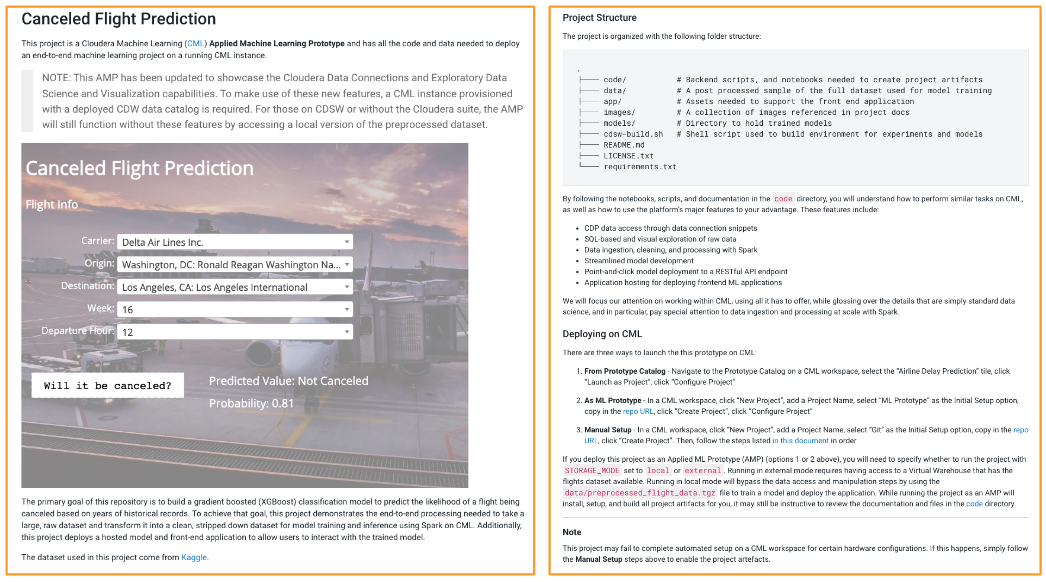 Canceled Flight Prediction
This project is a Cloudera Machine Learning (CML) Applied Machine Learning Prototype and has all the code and data needed to deploy
an end-to-end machine learning project on a running CML instance.
NOTE: This AMP has been updated to showcase the Cloudera Data Connections and Exploratory Data
Science and Visualization capabilities. To make use of these new features, a CML instance provisioned
with a deployed CDW data catalog is required. For those on CDSW or without the Cloudera suite, the AMP
will still function without these features by accessing a local version of the preprocessed dataset.
Canceled Flight Prediction
Flight Info
Carrier: Delta Air Lines Inc.
Origin: Washington, DC: Ronald Reagan Washington Na...
Destination: Los Angeles, CA: Los Angeles International
Week: 16
Departure Hour: 12
Will it be canceled?
Predicted Value: Not Canceled
Probability: 0.81
The primary goal of this repository is to build a gradient boosted (XGBoost) classification model to predict the likelihood of a flight being
canceled based on years of historical records. To achieve that goal, this project demonstrates the end-to-end processing needed to take a
large, raw dataset and transform it into a clean, stripped down dataset for model training and inference using Spark on CML. Additionally,
this project deploys a hosted model and front-end application to allow users to interact with the trained model.
The dataset used in this project come from Kaggle.
Project Structure
The project is organized with the following folder structure:
.
├── code/ # Backend scripts, and notebooks needed to create project artifacts
├── data/ # A post processed sample of the full dataset used for model training
├── app/ # Assets needed to support the front end application
├── images/ # A collection of images referenced in project docs
├── models/ # Directory to hold trained models
├── cdsw-build.sh # Shell script used to build environment for experiments and models
├── README.md
├── LICENSE.txt
└── requirements.txt
By following the notebooks, scripts, and documentation in the code directory, you will understand how to perform similar tasks on CML,
as well as how to use the platform's major features to your advantage. These features include:
• CDP data access through data connection snippets
• SQL-based and visual exploration of raw data
• Data ingestion, cleaning, and processing with Spark
• Streamlined model development
• Point-and-click model deployment to a RESTful API endpoint
• Application hosting for deploying frontend ML applications
We will focus our attention on working within CML, using all it has to offer, while glossing over the details that are simply standard data
science, and in particular, pay special attention to data ingestion and processing at scale with Spark.
Deploying on CML
There are three ways to launch the this prototype on CML:
1. From Prototype Catalog - Navigate to the Prototype Catalog on a CML workspace, select the "Airline Delay Prediction" tile, click
"Launch as Project", click "Configure Project"
2. As ML Prototype - In a CML workspace, click "New Project", add a Project Name, select "ML Prototype" as the Initial Setup option,
copy in the repo URL, click "Create Project", click "Configure Project"
3. Manual Setup - In a CML workspace, click "New Project", add a Project Name, select "Git" as the Initial Setup option, copy in the repo
URL, click "Create Project". Then, follow the steps listed in this document in order
If you deploy this project as an Applied ML Prototype (AMP) (options 1 or 2 above), you will need to specify whether to run the project with
STORAGE_MODE set to local or external. Running in external mode requires having access to a Virtual Warehouse that has the
flights dataset available. Running in local mode will bypass the data access and manipulation steps by using the
data/preprocessed_flight_data.tgz file to train a model and deploy the application. While running the project as an AMP will
install, setup, and build all project artifacts for you, it may still be instructive to review the documentation and files in the code directory.
Note
This project may fail to complete automated setup on a CML workspace for certain hardware configurations. If this happens, simply follow
the Manual Setup steps above to enable the project artefacts.